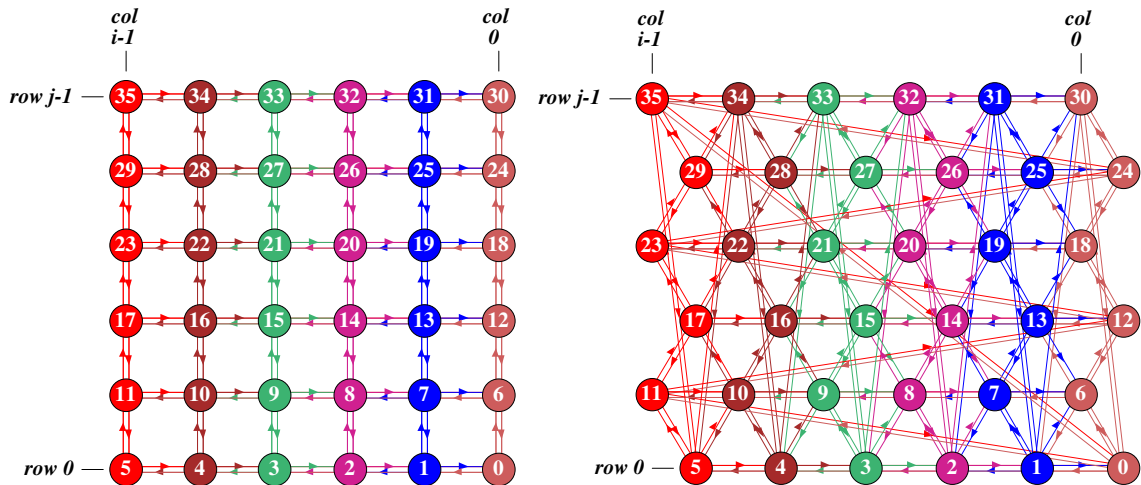 col
i-1
col
0
row j-1
35 34 33 32 31 30
29 28 27 26 25 24
23 22 21 20 19 18
17 16 15 14 13 12
11 10 9 8 7 6
row 0
5 4 3 2 1 0
col
i-1
col
0
row j-1
35 34 33 32 31 30
29 28 27 26 25 24
23 22 21 20 19 18
17 16 15 14 13 12
11 10 9 8 7 6
row 0
5 4 3 2 1 0